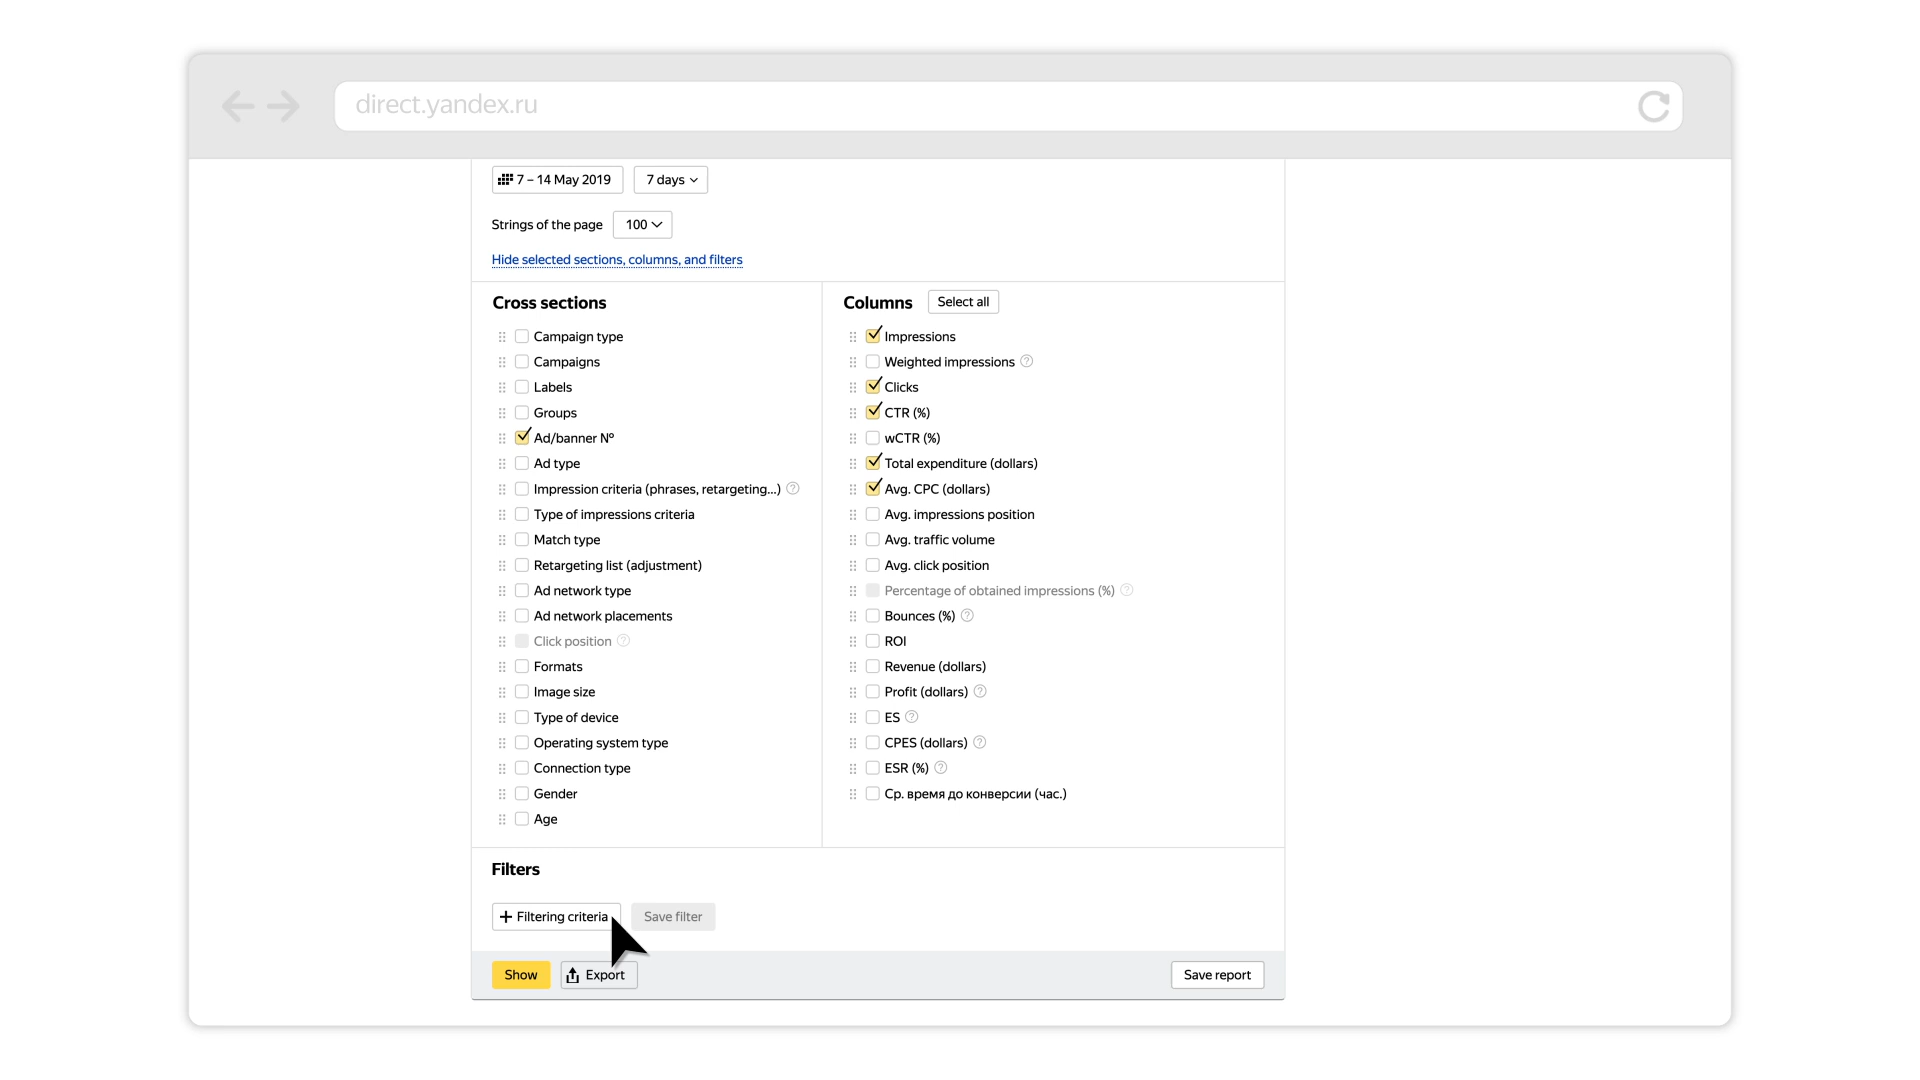 direct.yandex.ru
7 – 14 May 2019
7 days
Strings of the page
100
Hide selected sections, columns, and filters
Cross sections
Campaign type
Campaigns
Labels
Groups
Ad/banner Nº
Ad type
Impression criteria (phrases, retargeting...) ?
Type of impressions criteria
Match type
Retargeting list (adjustment)
Ad network type
Ad network placements
Click position ?
Formats
Image size
Type of device
Operating system type
Connection type
Gender
Age
Columns
Select all
Impressions
Weighted impressions ?
Clicks
CTR (%)
wCTR (%)
Total expenditure (dollars)
Avg. CPC (dollars)
Avg. impressions position
Avg. traffic volume
Avg. click position
Percentage of obtained impressions (%) ?
Bounces (%) ?
ROI
Revenue (dollars)
Profit (dollars) ?
ES ?
CPES (dollars) ?
ESR (%) ?
Ср. время до конверсии (час.)
Filters
+ Filtering criteria
Save filter
Show
Export
Save report